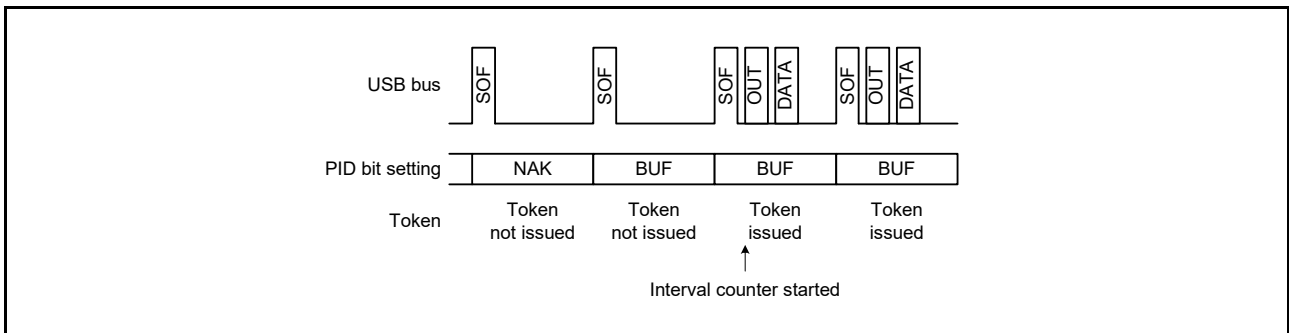 USB bus
SOF
SOF
SOF
OUT
DATA
SOF
OUT
DATA
PID bit setting
NAK
BUF
BUF
BUF
Token
Token
not issued
Token
not issued
Token
issued
Token
issued
Interval counter started